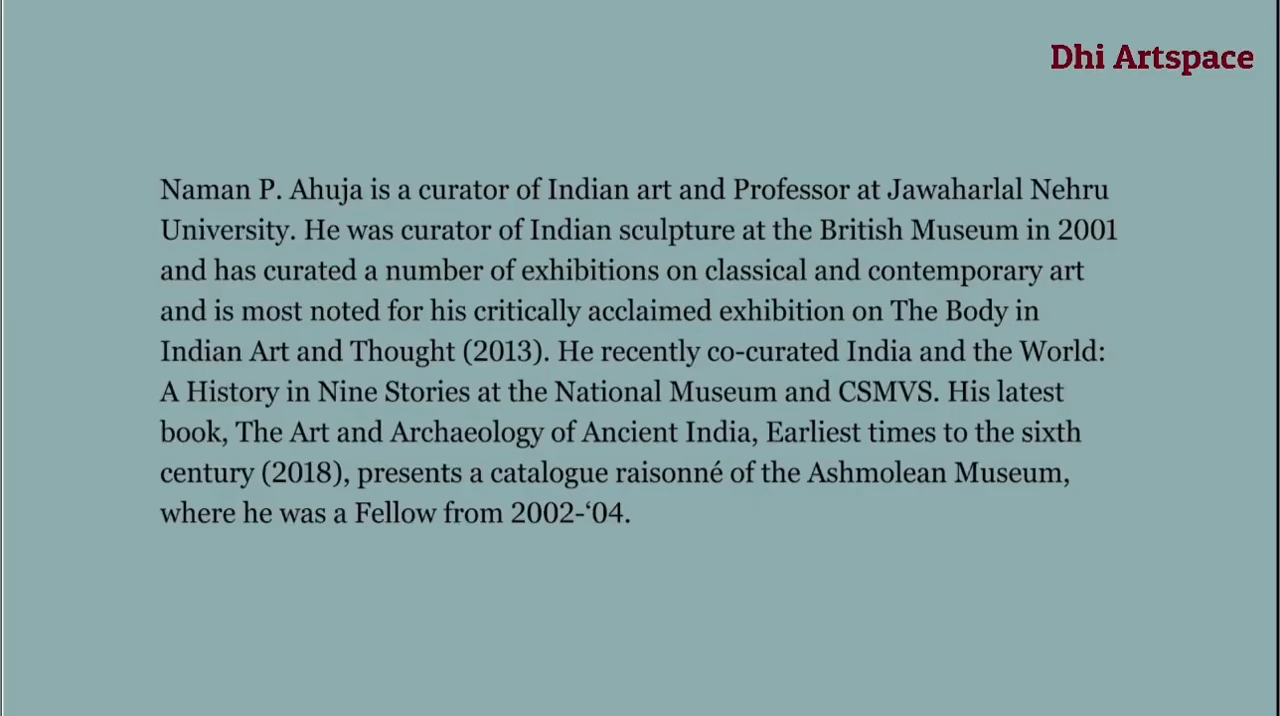 Dhi Artspace
Naman P. Ahuja is a curator of Indian art and Professor at Jawaharlal Nehru
University. He was curator of Indian sculpture at the British Museum in 2001
and has curated a number of exhibitions on classical and contemporary art
and is most noted for his critically acclaimed exhibition on The Body in
Indian Art and Thought (2013). He recently co-curated India and the World:
A History in Nine Stories at the National Museum and CSMVS. His latest
book, The Art and Archaeology of Ancient India, Earliest times to the sixth
century (2018), presents a catalogue raisonné of the Ashmolean Museum,
where he was a Fellow from 2002-‘04.